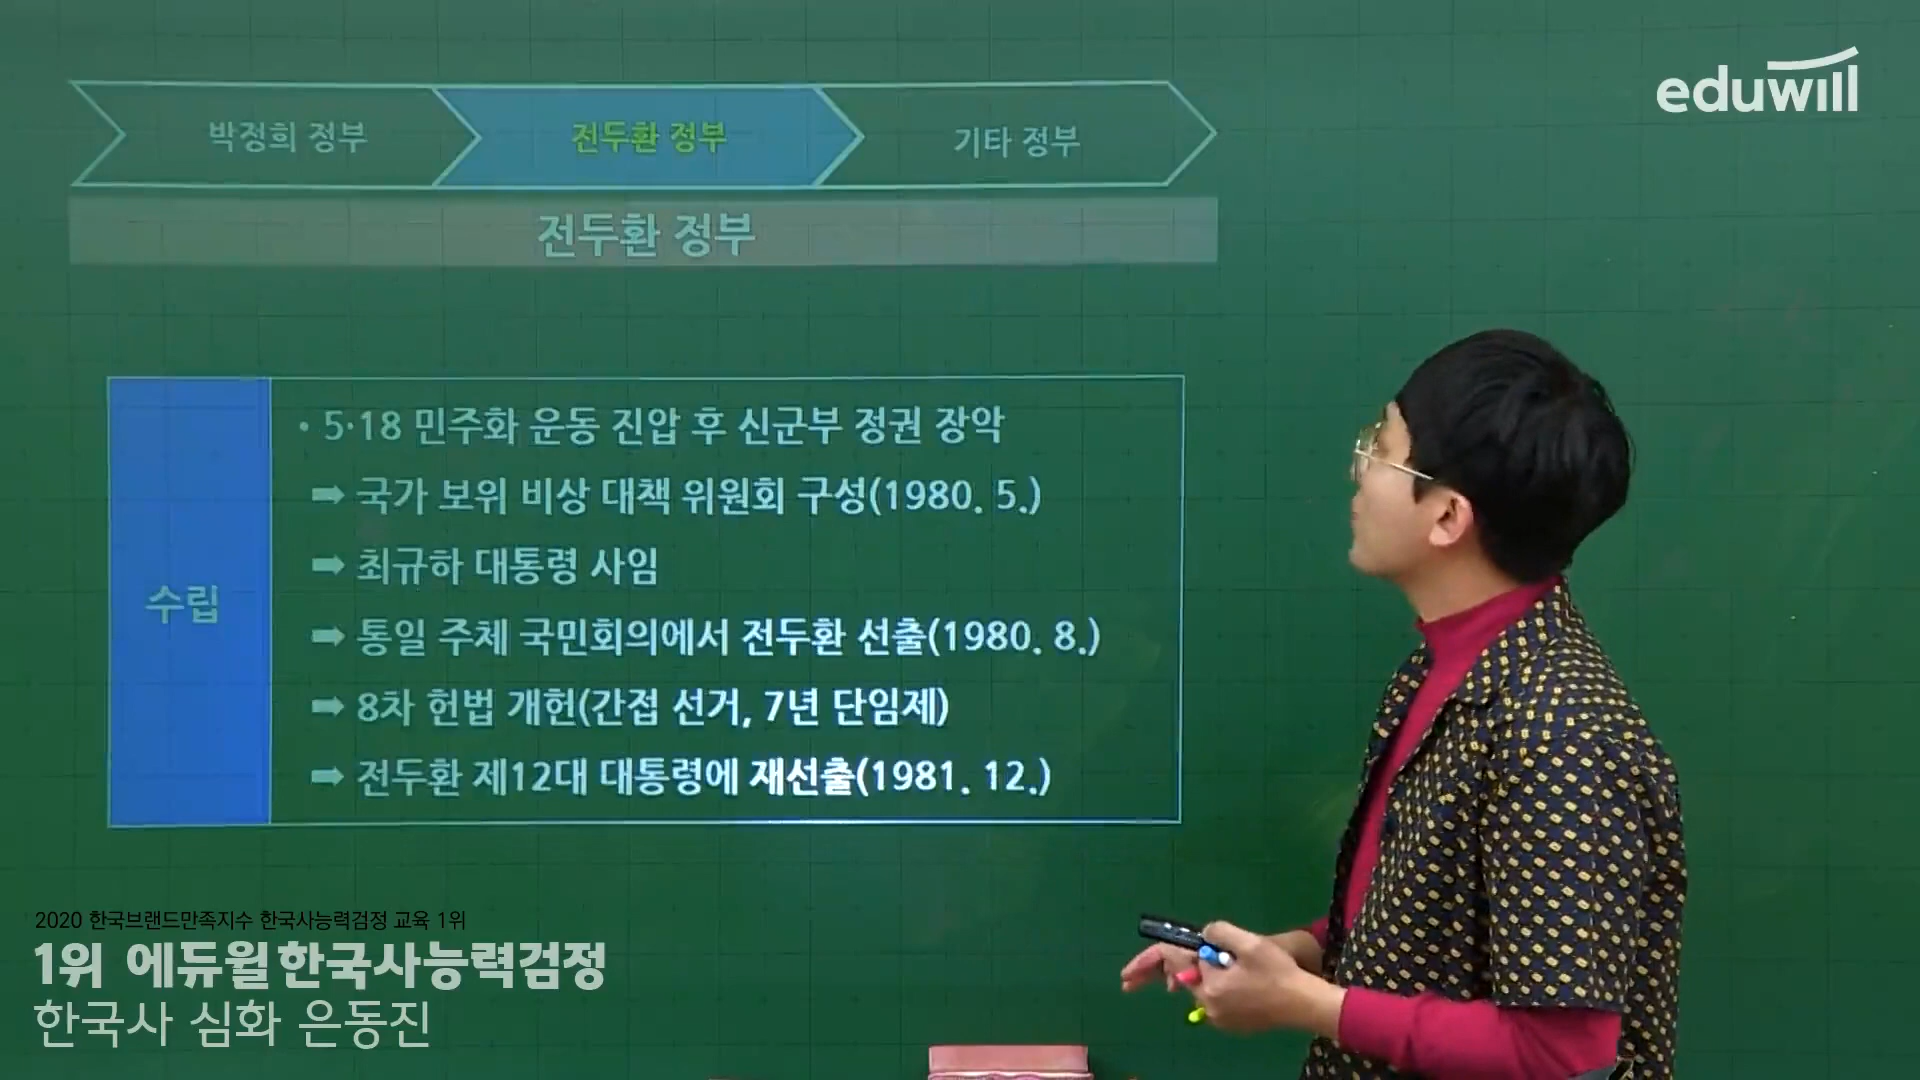 eduwill
박정희 정부 전두환 정부 기타 정부
전두환 정부
수립
• 5·18 민주화 운동 진압 후 신군부 정권 장악
➡ 국가 보위 비상 대책 위원회 구성(1980. 5.)
➡ 최규하 대통령 사임
➡ 통일 주체 국민회의에서 전두환 선출(1980. 8.)
➡ 8차 헌법 개헌(간접 선거, 7년 단임제)
➡ 전두환 제12대 대통령에 재선출(1981. 12.)
2020 한국브랜드만족지수 한국사능력검정 교육 1위
1위 에듀윌 한국사능력검정
한국사 심화 은동진